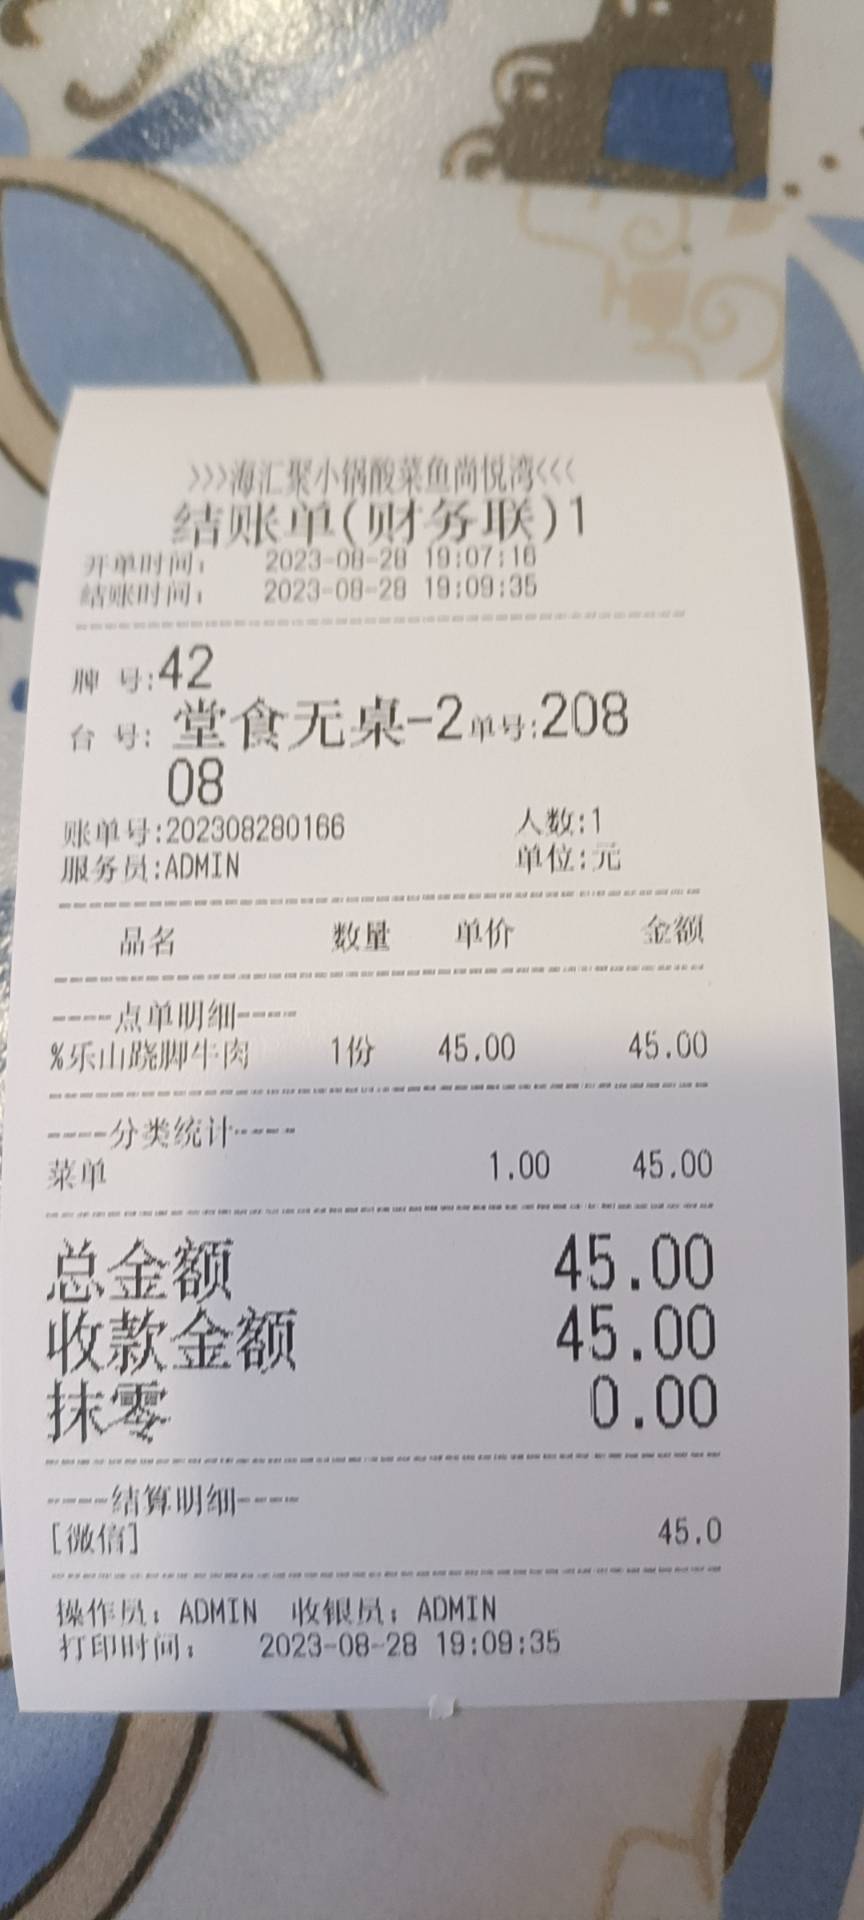 >>>海汇聚小锅酸菜鱼尚悦湾<<<
结账单(财务联)1
开单时间: 2023-08-28 19:07:16
结账时间: 2023-08-28 19:09:35
牌 号:42
台 号: 堂食无桌-2单号:208
08
账单号:202308280166 人数:1
服务员:ADMIN 单位:元
品名 数量 单价 金额
----点单明细----
%乐山跷脚牛肉 1份 45.00 45.00
----分类统计----
菜单 1.00 45.00
总金额 45.00
收款金额 45.00
抹零 0.00
----结算明细----
[微信] 45.0
操作员: ADMIN 收银员: ADMIN
打印时间: 2023-08-28 19:09:35